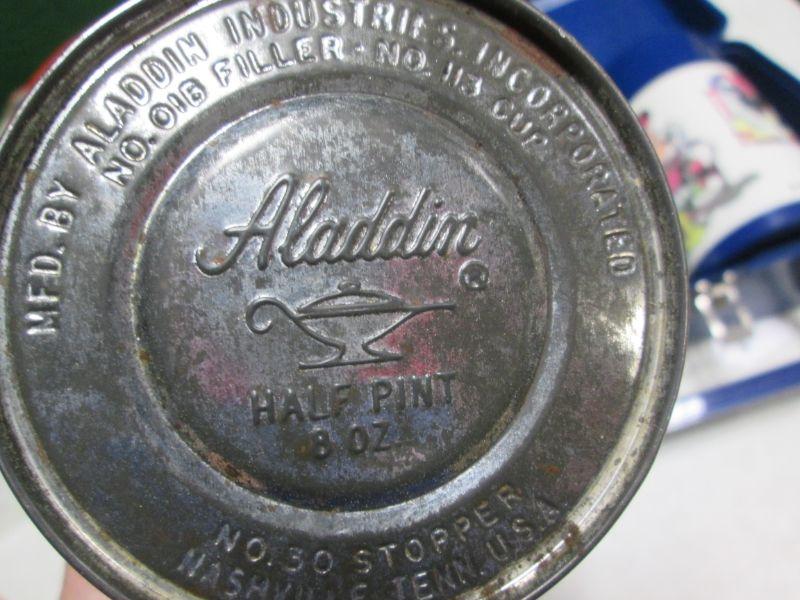 MFD. BY ALADDIN INDUSTRIES, INCORPORATED
NO. 016 FILLER - NO. 113 CUP
Aladdin ®
HALF PINT
8 OZ.
NO. 30 STOPPER
NASHVILLE, TENN. U.S.A.